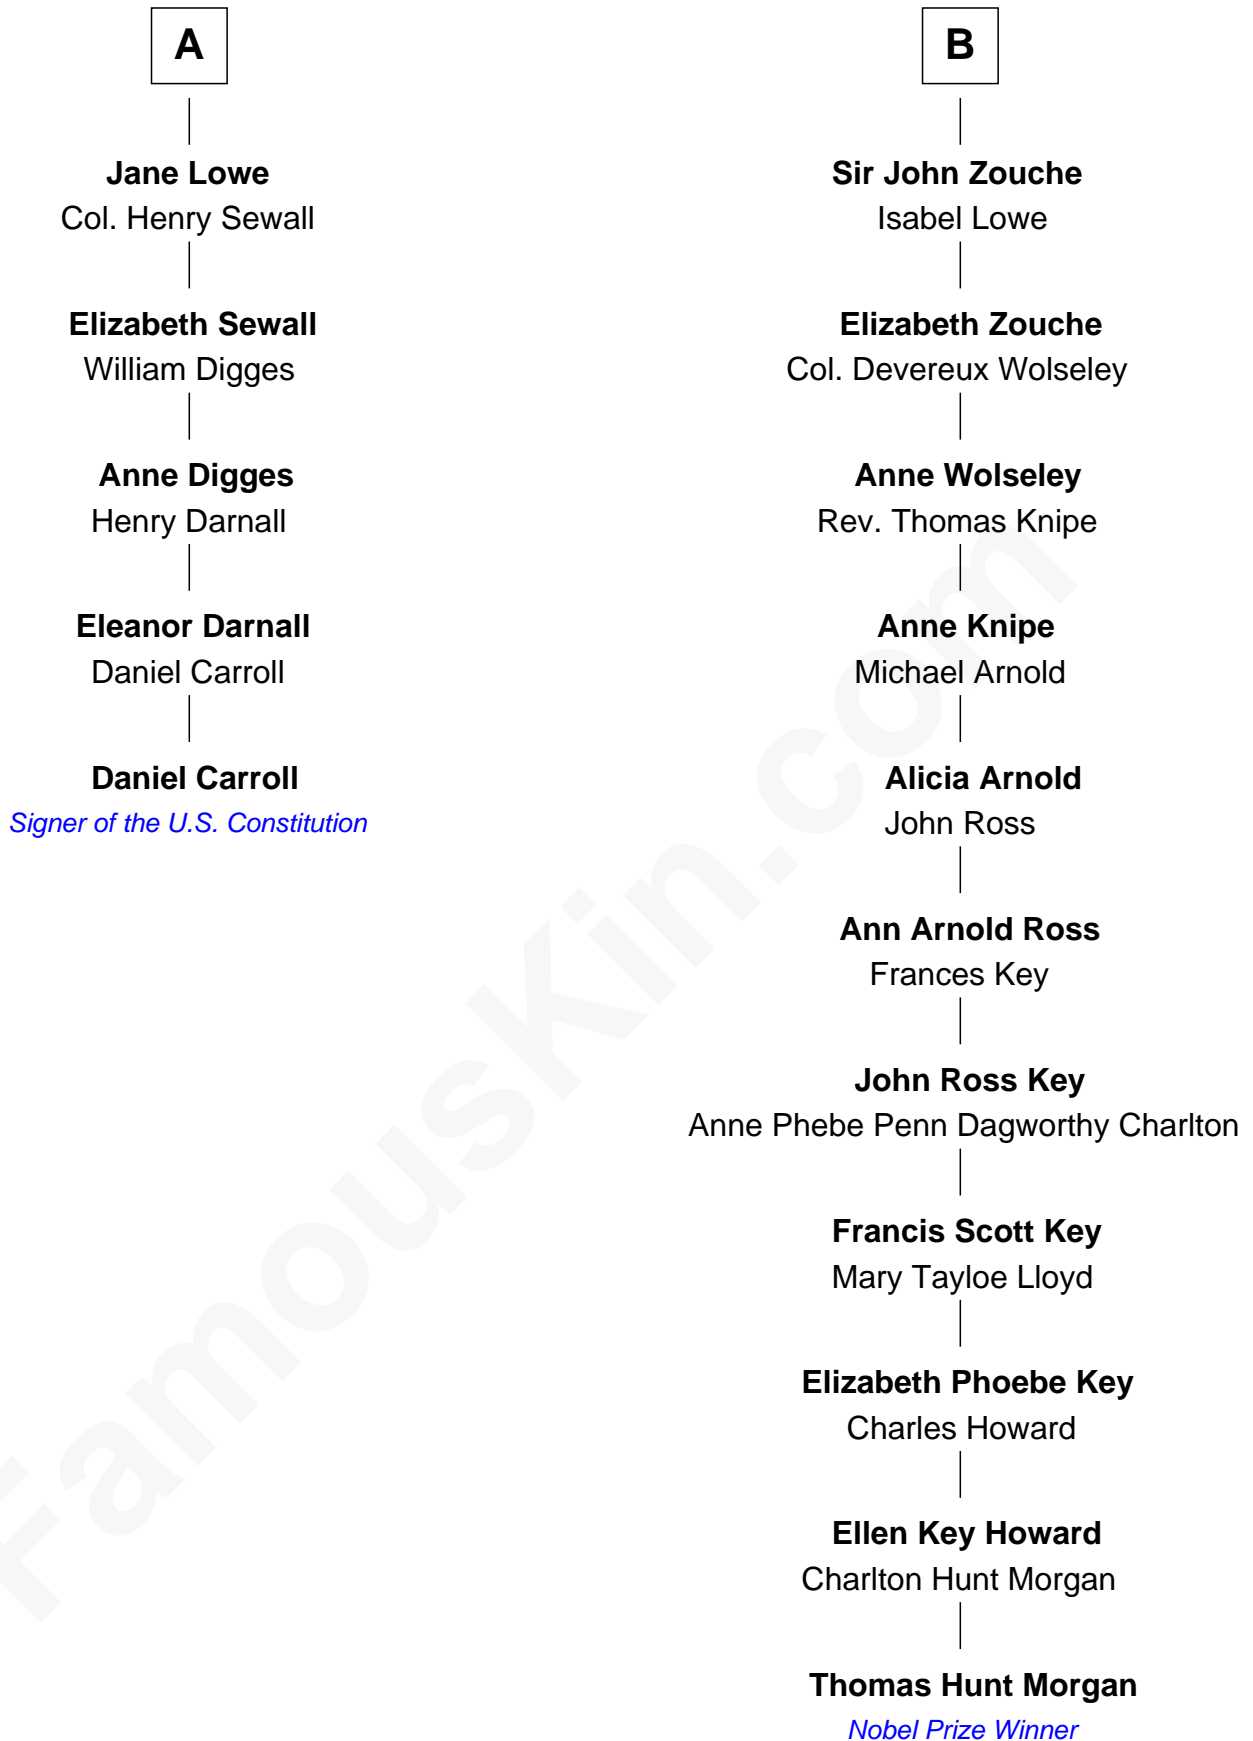 A
Jane Lowe
Col. Henry Sewall
Elizabeth Sewall
William Digges
Anne Digges
Henry Darnall
Eleanor Darnall
Daniel Carroll
Daniel Carroll
Signer of the U.S. Constitution
B
Sir John Zouche
Isabel Lowe
Elizabeth Zouche
Col. Devereux Wolseley
Anne Wolseley
Rev. Thomas Knipe
Anne Knipe
Michael Arnold
Alicia Arnold
John Ross
Ann Arnold Ross
Frances Key
John Ross Key
Anne Phebe Penn Dagworthy Charlton
Francis Scott Key
Mary Tayloe Lloyd
Elizabeth Phoebe Key
Charles Howard
Ellen Key Howard
Charlton Hunt Morgan
Thomas Hunt Morgan
Nobel Prize Winner
FamousKin.com